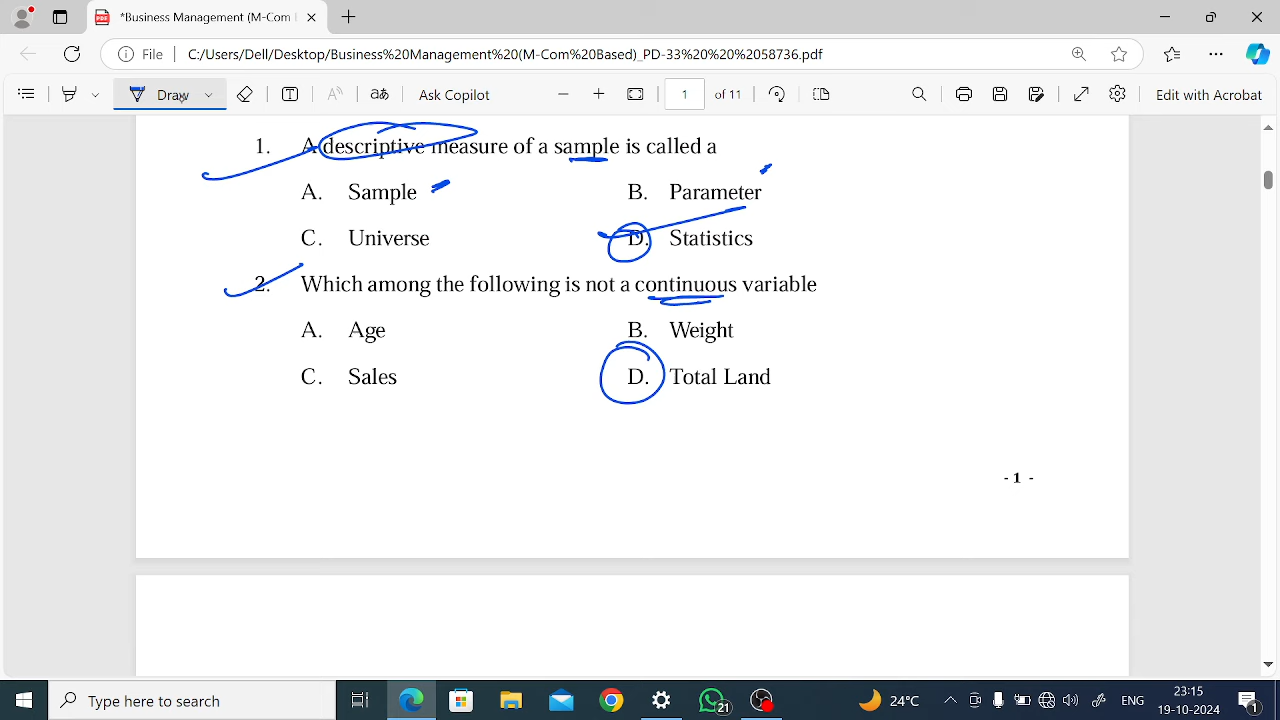 *Business Management (M-Com
File
C:/Users/Dell/Desktop/Business%20Management%20(M-Com%20Based)_PD-33%20%20%2058736.pdf
Draw
Ask Copilot
1
of 11
Edit with Acrobat
1. A descriptive measure of a sample is called a
A. Sample B. Parameter
C. Universe D. Statistics
2. Which among the following is not a continuous variable
A. Age B. Weight
C. Sales D. Total Land
- 1 -
Type here to search
21
24°C
ENG
23:15
19-10-2024
1